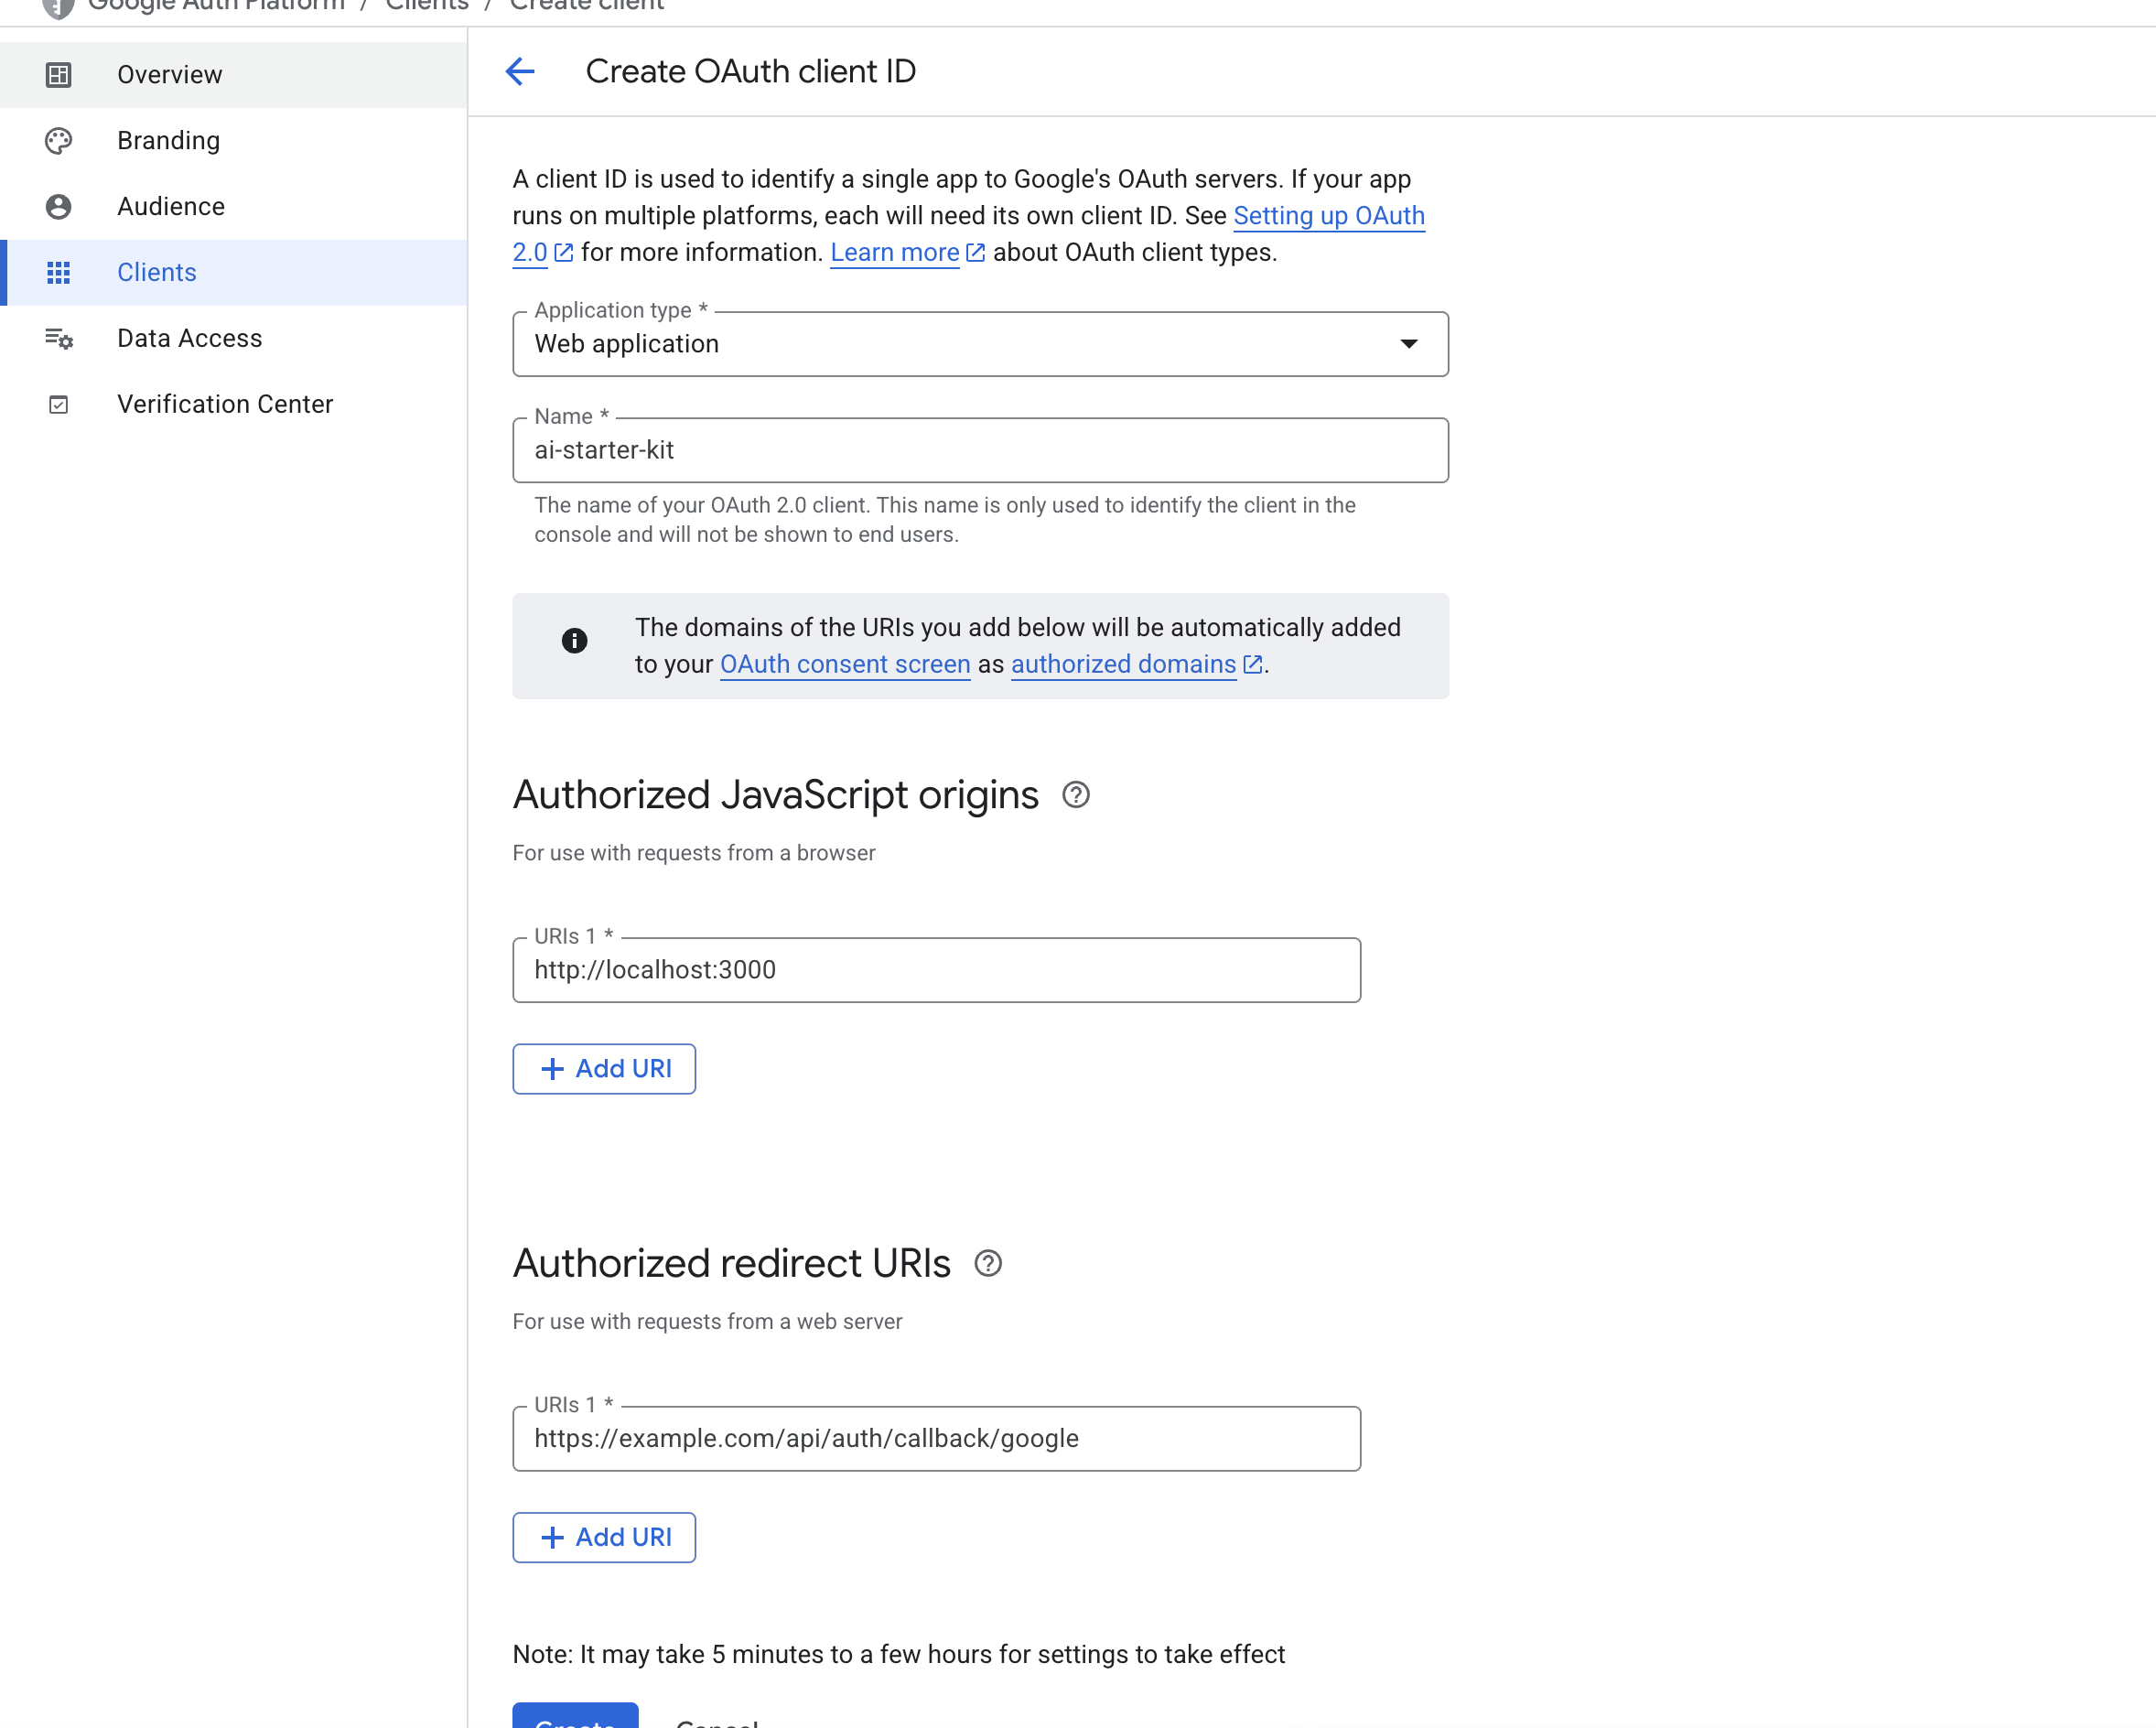 Google Auth Platform / Clients / Create client
Overview
Branding
Audience
Clients
Data Access
Verification Center
Create OAuth client ID
A client ID is used to identify a single app to Google's OAuth servers. If your app
runs on multiple platforms, each will need its own client ID. See Setting up OAuth
2.0 for more information. Learn more about OAuth client types.
Application type *
Web application
Name *
ai-starter-kit
The name of your OAuth 2.0 client. This name is only used to identify the client in the
console and will not be shown to end users.
The domains of the URIs you add below will be automatically added
to your OAuth consent screen as authorized domains.
Authorized JavaScript origins
For use with requests from a browser
URIs 1 *
http://localhost:3000
+ Add URI
Authorized redirect URIs
For use with requests from a web server
URIs 1 *
https://example.com/api/auth/callback/google
+ Add URI
Note: It may take 5 minutes to a few hours for settings to take effect
Create
Cancel